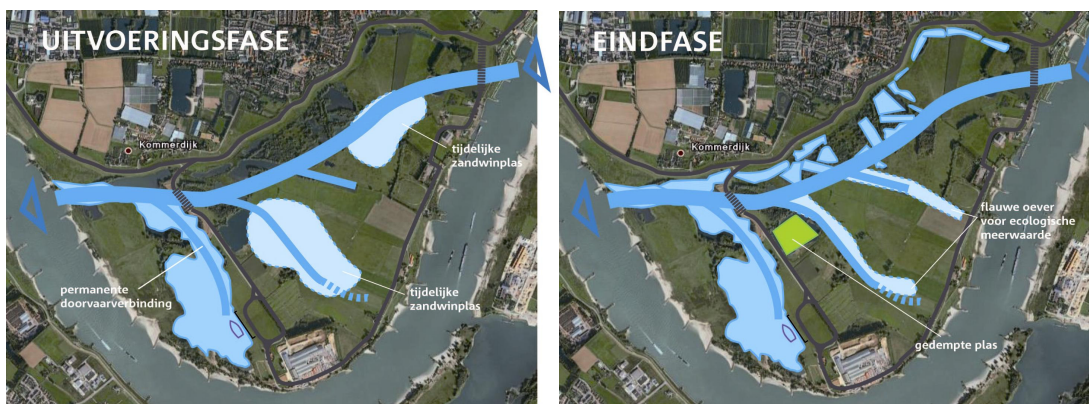 UITVOERINGSFASE
Kommerdijk
tijdelijke
zandwinplas
permanente
doorvaarverbinding
tijdelijke
zandwinplas
EINDFASE
Kommerdijk
flauwe oever
voor ecologische
meerwaarde
gedempte plas